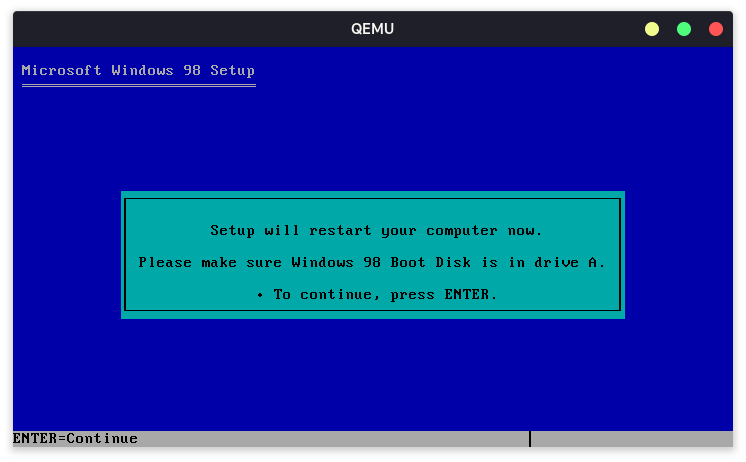 QEMU
Microsoft Windows 98 Setup
Setup will restart your computer now.
Please make sure Windows 98 Boot Disk is in drive A.
• To continue, press ENTER.
ENTER=Continue